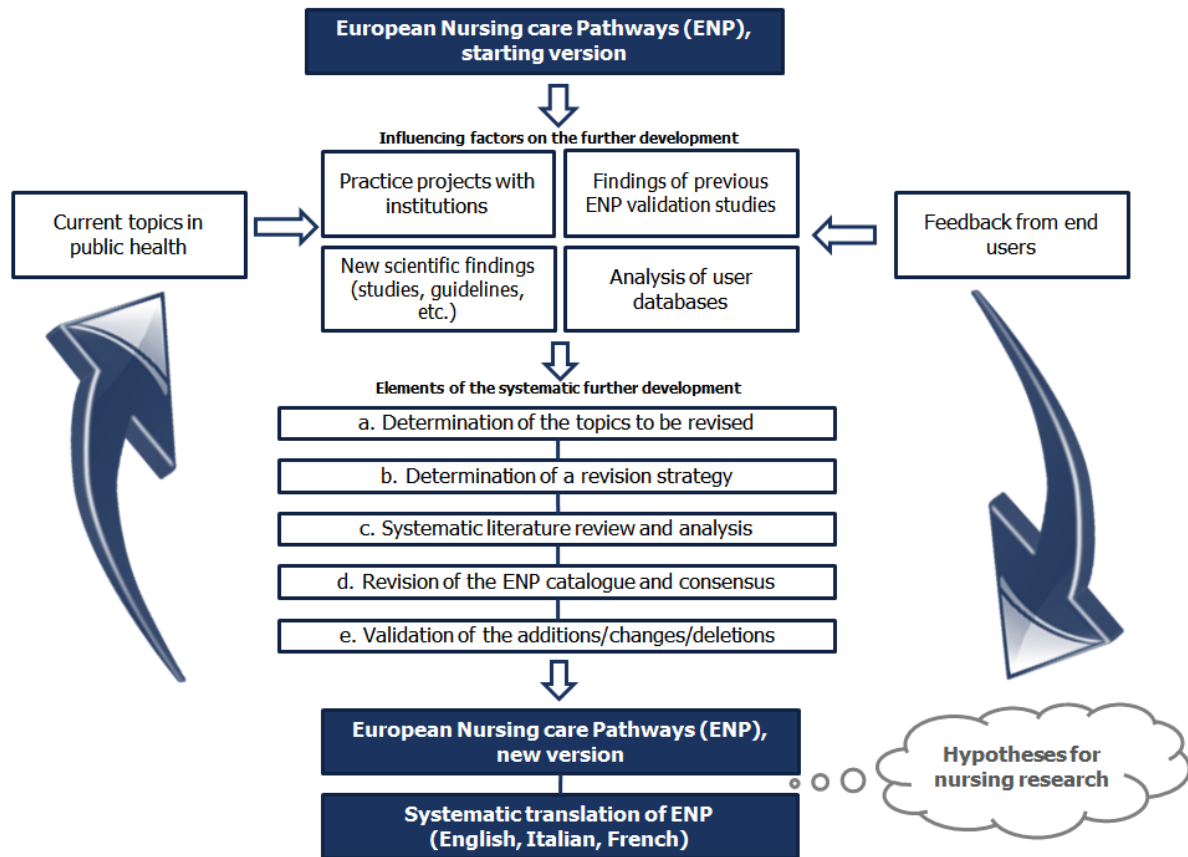 European Nursing care Pathways (ENP),
starting version
Influencing factors on the further development
Practice projects with
institutions
Findings of previous
ENP validation studies
Current topics in
public health
Feedback from end
users
New scientific findings
(studies, guidelines,
etc.)
Analysis of user
databases
Elements of the systematic further development
a. Determination of the topics to be revised
b. Determination of a revision strategy
c. Systematic literature review and analysis
d. Revision of the ENP catalogue and consensus
e. Validation of the additions/changes/deletions
European Nursing care Pathways (ENP),
new version
Hypotheses for
nursing research
Systematic translation of ENP
(English, Italian, French)